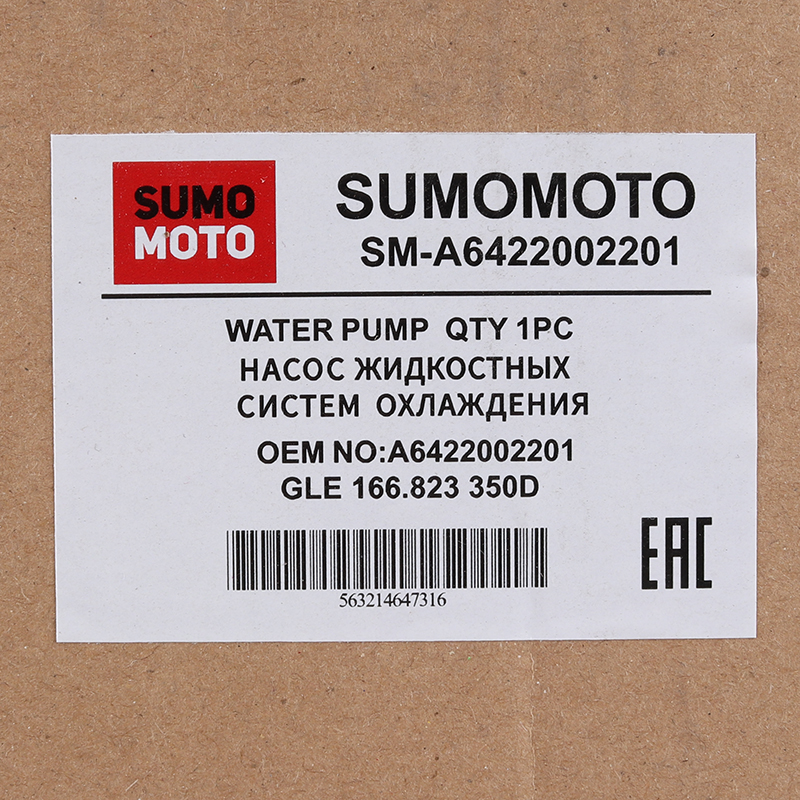 SUMO
MOTO
SUMOMOTO
SM-A6422002201
WATER PUMP QTY 1PC
НАСОС ЖИДКОСТНЫХ
СИСТЕМ ОХЛАЖДЕНИЯ
OEM NO:A6422002201
GLE 166.823 350D
563214647316
EAC